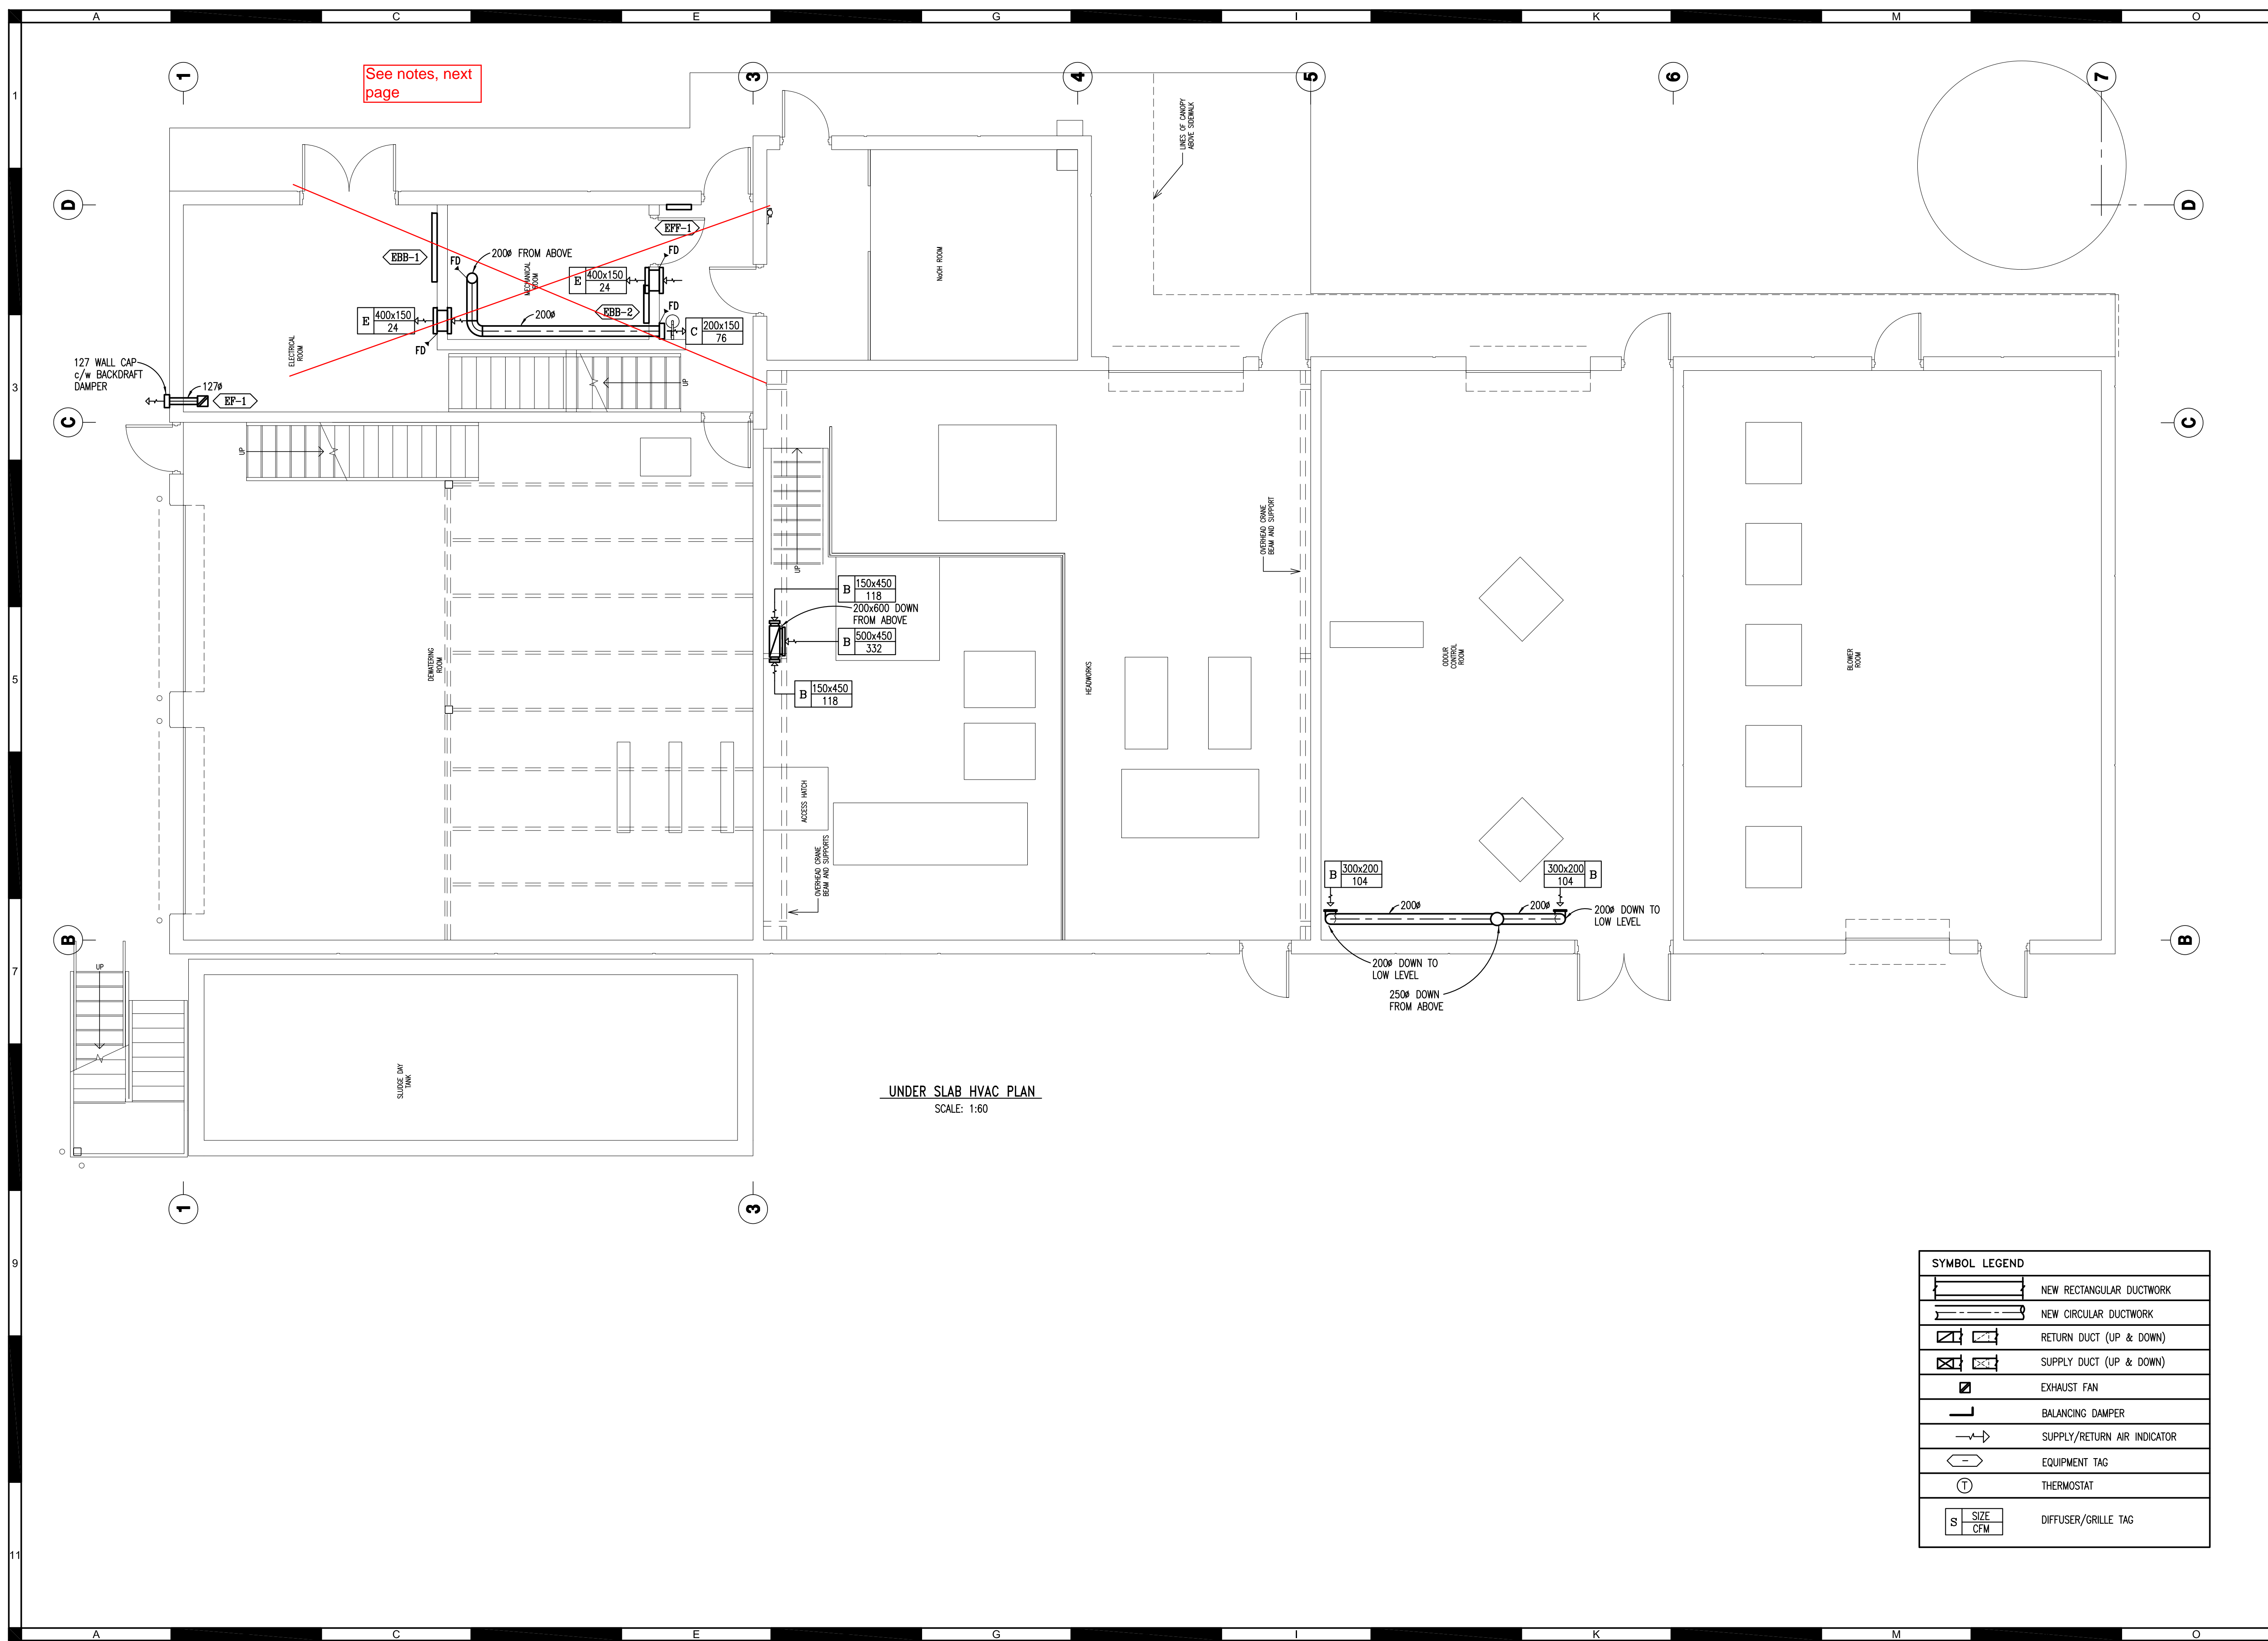 A C E G I K M O
1 3 4 5 6 7
See notes, next
page
1
LINES OF CANOPY
ABOVE SIDEWALK
D
D
EFF-1
EBB-1
FD
200ø FROM ABOVE
FD
MECHANICAL
ROOM
E 400x150
24
NaOH ROOM
EBB-2
FD
E 400x150
24
200ø
C 200x150
76
FD
ELECTRICAL
ROOM
127 WALL CAP
c/w BACKDRAFT
DAMPER
127ø
EF-1
UP
3
C
C
UP
OVERHEAD CRANE
BEAM AND SUPPORT
UP
B 150x450
118
200x600 DOWN
FROM ABOVE
B 500x450
332
B 150x450
118
DEWATERING
ROOM
HEADWORKS
ODOUR
CONTROL
ROOM
BLOWER
ROOM
5
ACCESS HATCH
OVERHEAD CRANE
BEAM AND SUPPORTS
B 300x200
104
300x200 B
104
200ø
200ø
200ø DOWN TO
LOW LEVEL
B
B
200ø DOWN TO
LOW LEVEL
250ø DOWN
FROM ABOVE
UP
7
SLUDGE DAY
TANK
UNDER SLAB HVAC PLAN
SCALE: 1:60
1 3
9
SYMBOL LEGEND
NEW RECTANGULAR DUCTWORK
NEW CIRCULAR DUCTWORK
RETURN DUCT (UP & DOWN)
SUPPLY DUCT (UP & DOWN)
EXHAUST FAN
BALANCING DAMPER
SUPPLY/RETURN AIR INDICATOR
EQUIPMENT TAG
T THERMOSTAT
S SIZE
CFM
DIFFUSER/GRILLE TAG
11
A C E G I K M O